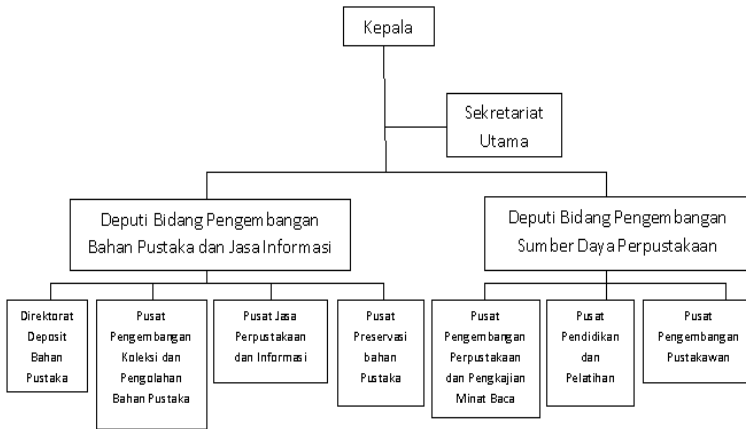 Kepala
Sekretariat
Utama
Deputi Bidang Pengembangan
Bahan Pustaka dan Jasa Informasi
Deputi Bidang Pengembangan
Sumber Daya Perpustakaan
Direktorat
Deposit
Bahan
Pustaka
Pusat
Pengembangan
Koleksi dan
Pengolahan
Bahan Pustaka
Pusat Jasa
Perpustakaan
dan Informasi
Pusat
Preservasi
bahan
Pustaka
Pusat
Pengembangan
Perpustakaan
dan Pengkajian
Minat Baca
Pusat
Pendidikan
dan
Pelatihan
Pusat
Pengembangan
Pustakawan